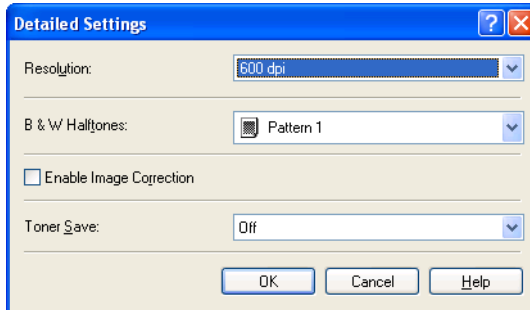 Detailed Settings
Resolution: 600 dpi
B & W Halftones: Pattern 1
Enable Image Correction
Toner Save: Off
OK Cancel Help